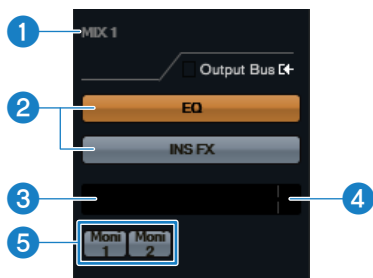 1 MIX 1
Output Bus
2 EQ
INS FX
3 4
5 Moni 1 Moni 2